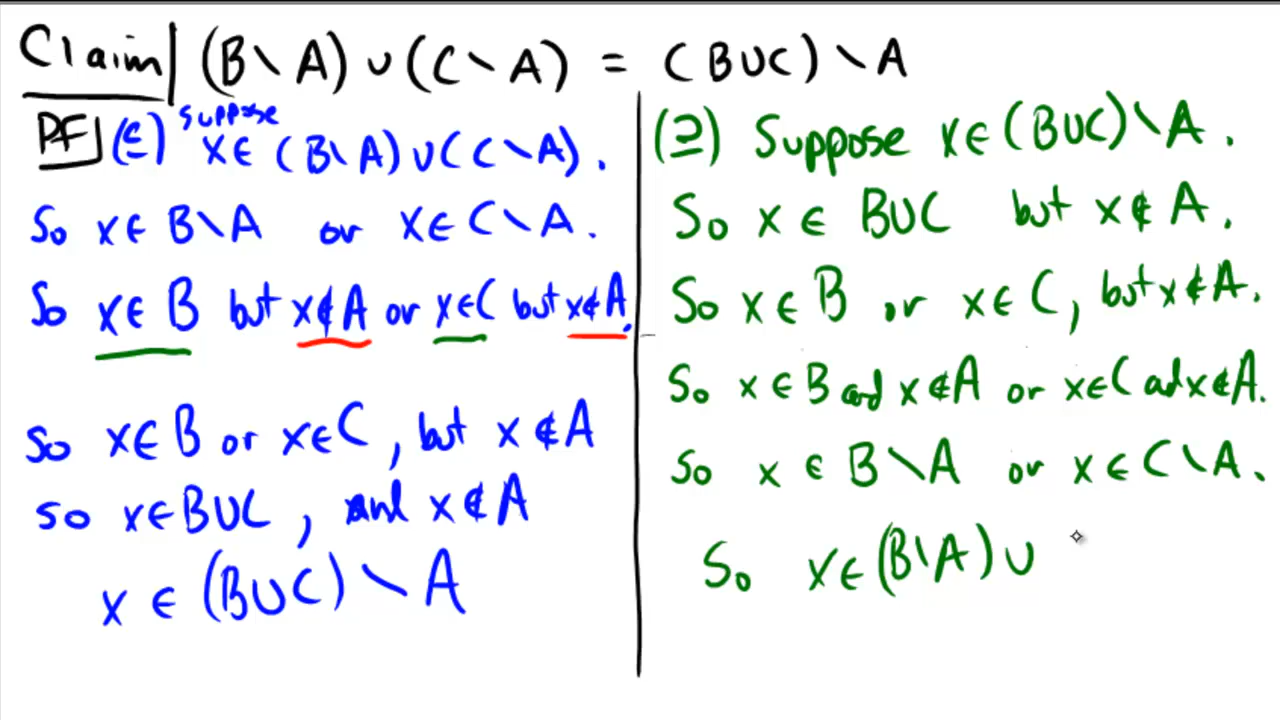 Claim (B\A) ∪ (C\A) = (B∪C)\A
PF (⊆) suppose x∈ (B\A)∪(C\A).
So x∈ B\A or x∈C\A.
So x∈B but x∉A or x∈C but x∉A.
so x∈B or x∈C, but x∉A
so x∈B∪C, and x∉A
x ∈ (B∪C)\A
(⊇) Suppose x∈(B∪C)\A.
So x ∈ B∪C but x∉A.
So x∈B or x∈C, but x∉A.
So x∈B and x∉A or x∈C and x∉A.
So x ∈ B\A or x∈C\A.
So x∈(B\A)∪